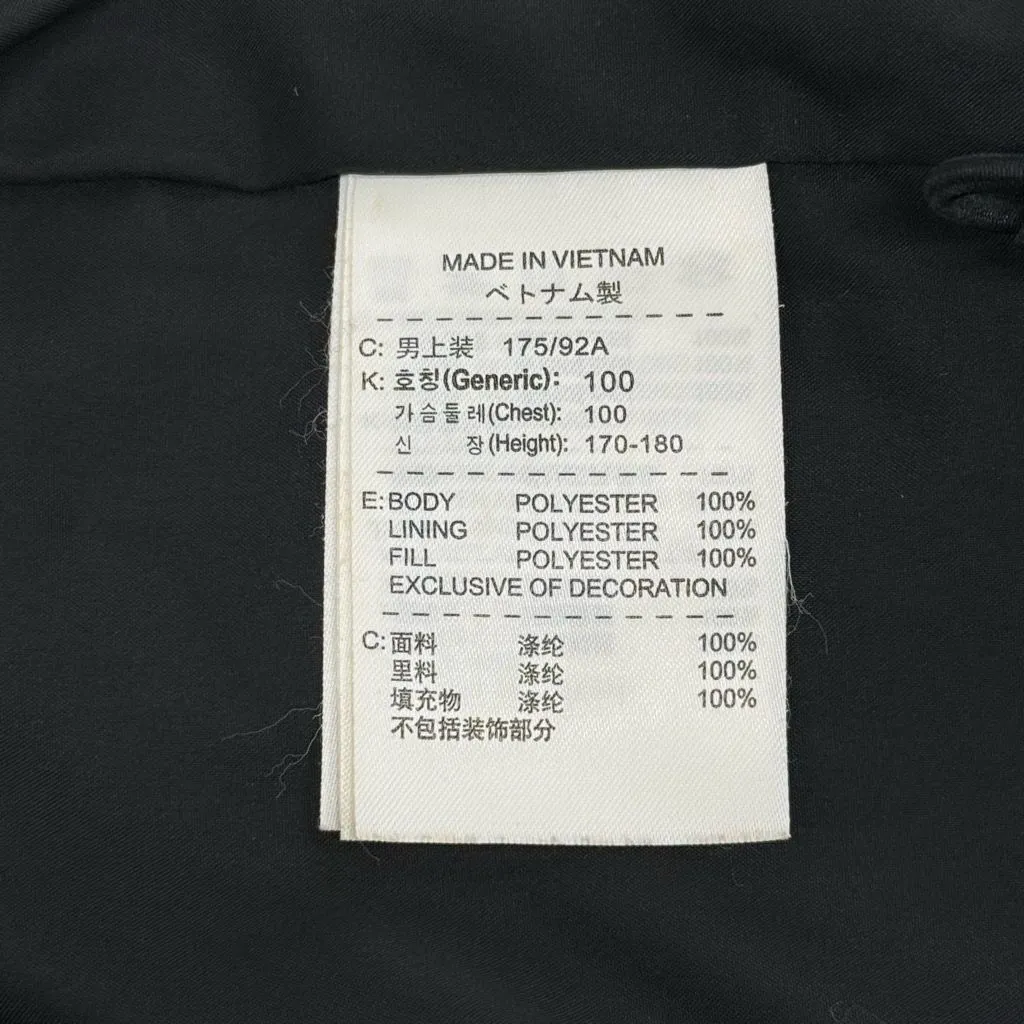 MADE IN VIETNAM
ベトナム製
C: 男上装 175/92A
K: 호칭(Generic): 100
가슴둘레(Chest): 100
신 장(Height): 170-180
E: BODY POLYESTER 100%
LINING POLYESTER 100%
FILL POLYESTER 100%
EXCLUSIVE OF DECORATION
C: 面料 涤纶 100%
里料 涤纶 100%
填充物 涤纶 100%
不包括装饰部分